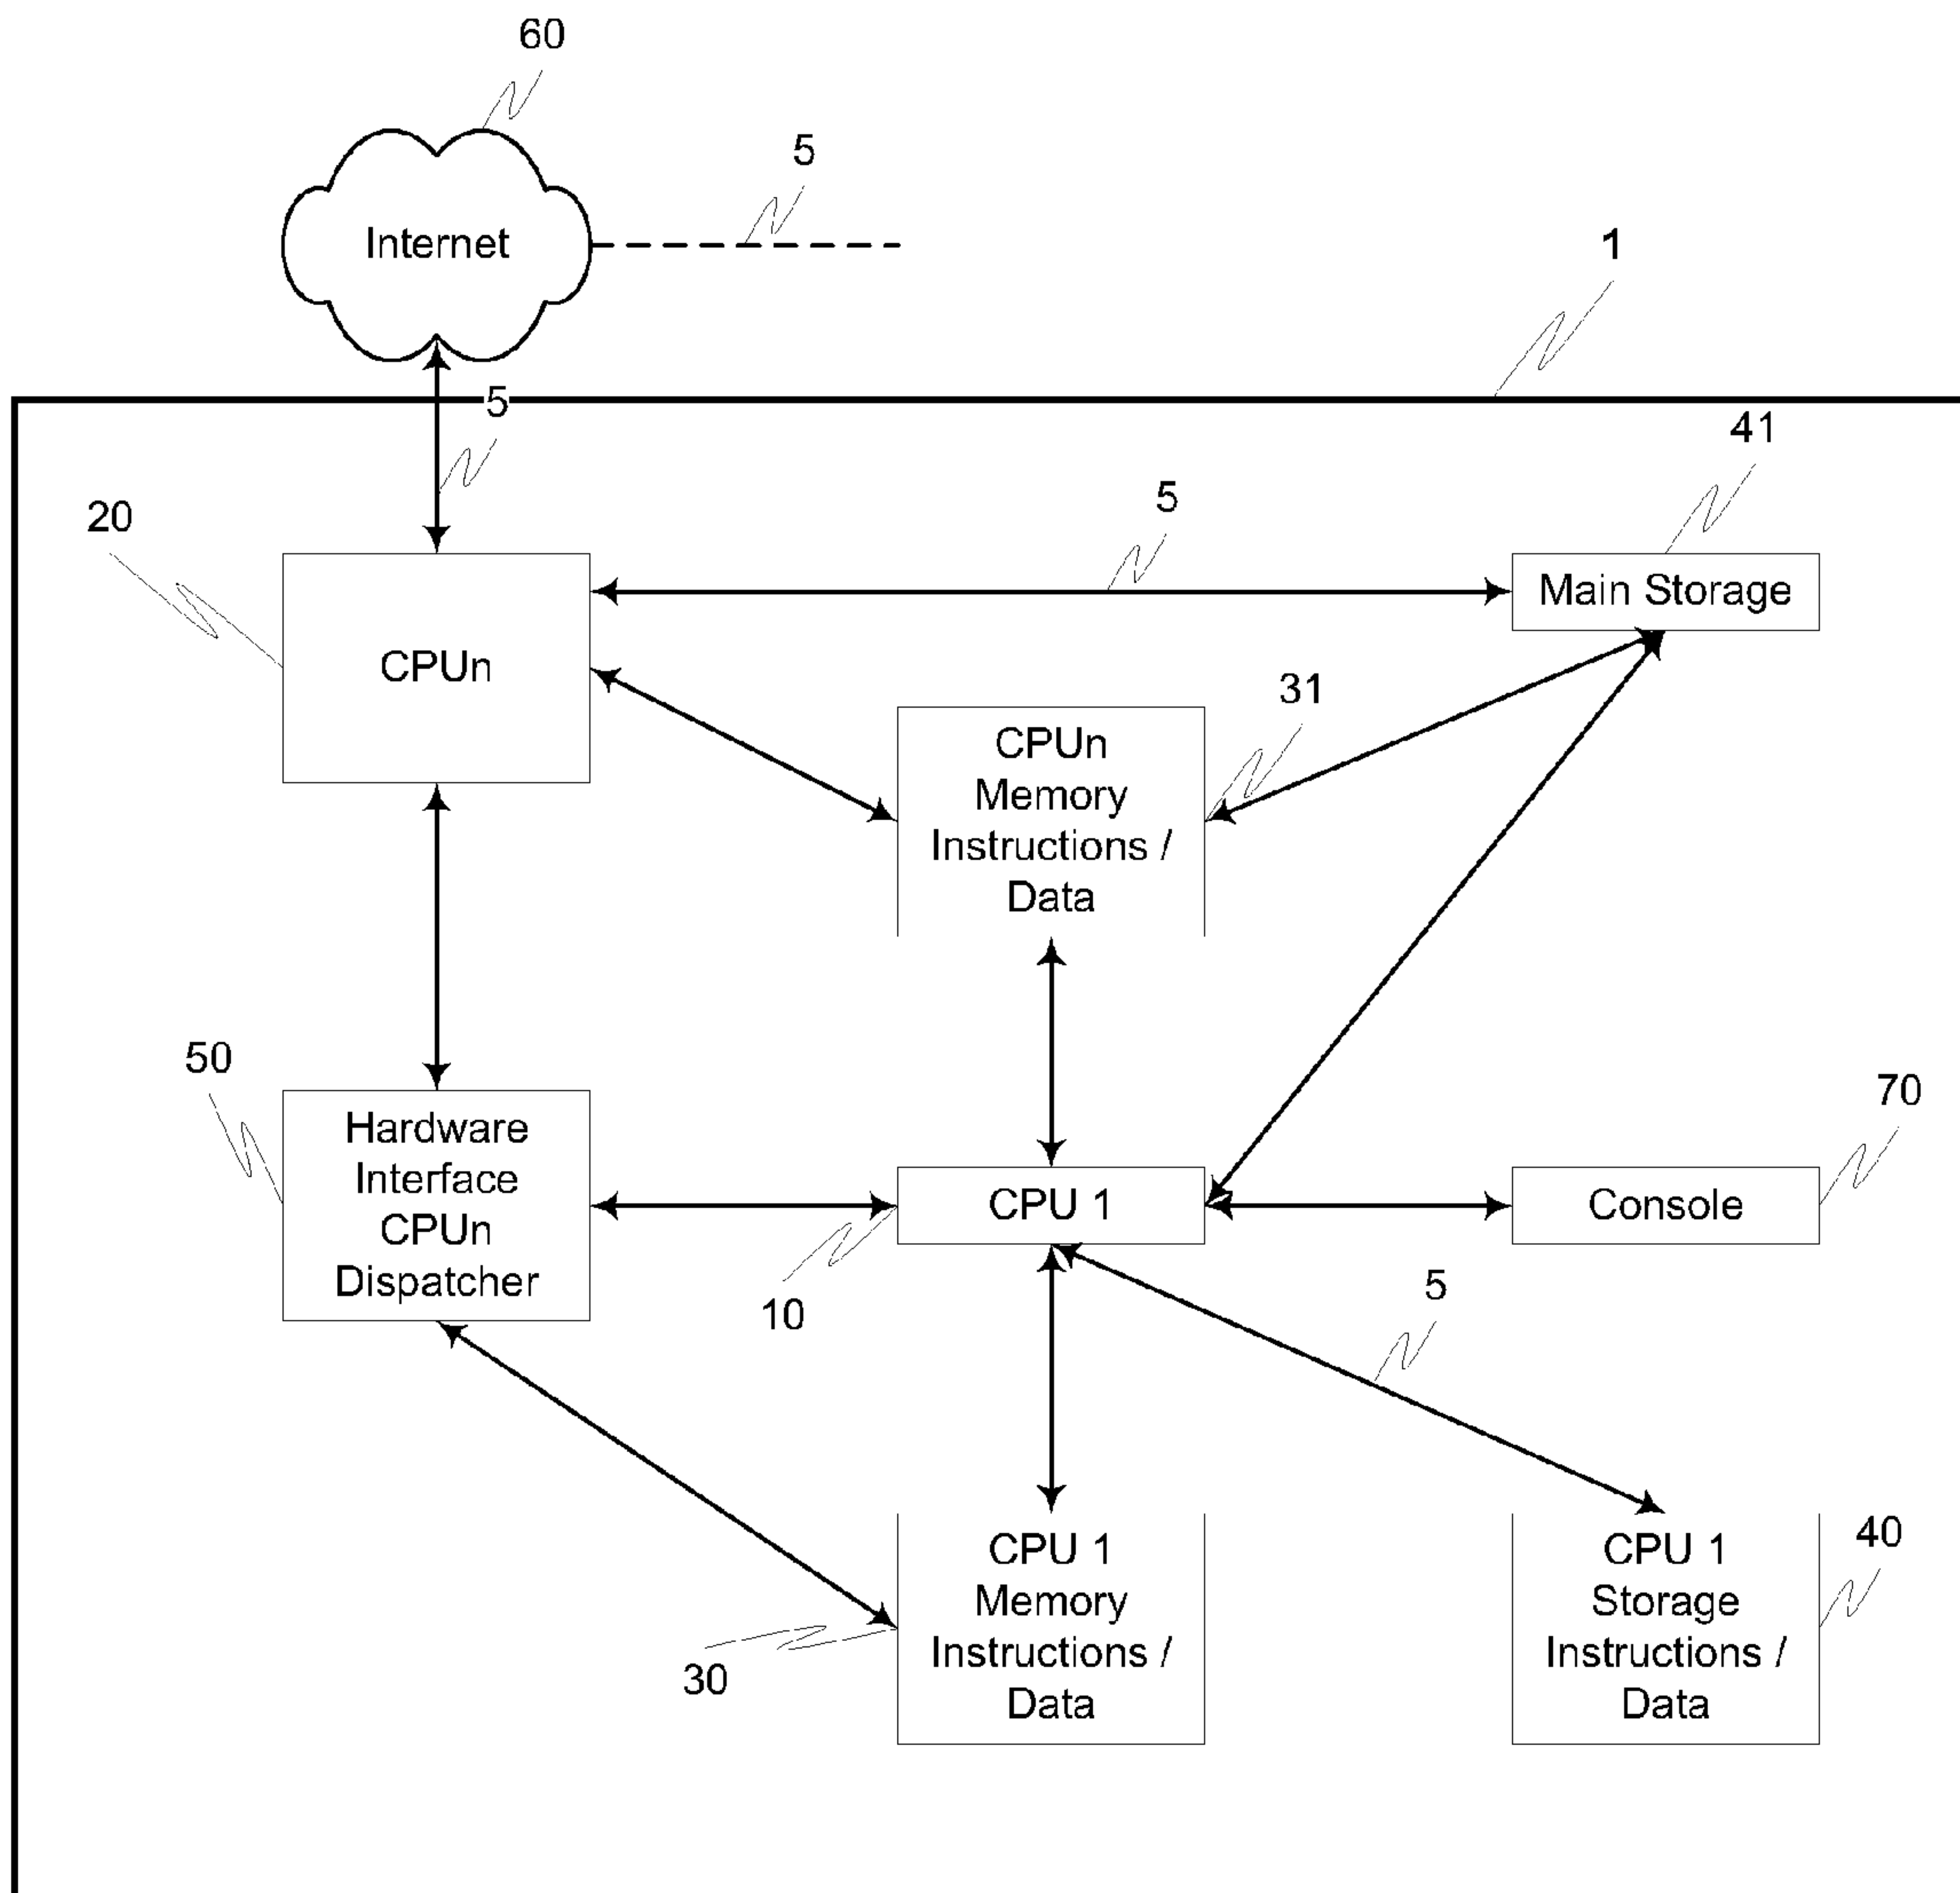 60
5
Internet
1
5
41
20
5
Main Storage
CPUn
31
CPUn
Memory
Instructions /
Data
50
70
Hardware
Interface
CPUn
Dispatcher
CPU 1
Console
10
5
CPU 1
Memory
Instructions /
Data
40
CPU 1
Storage
Instructions /
Data
30